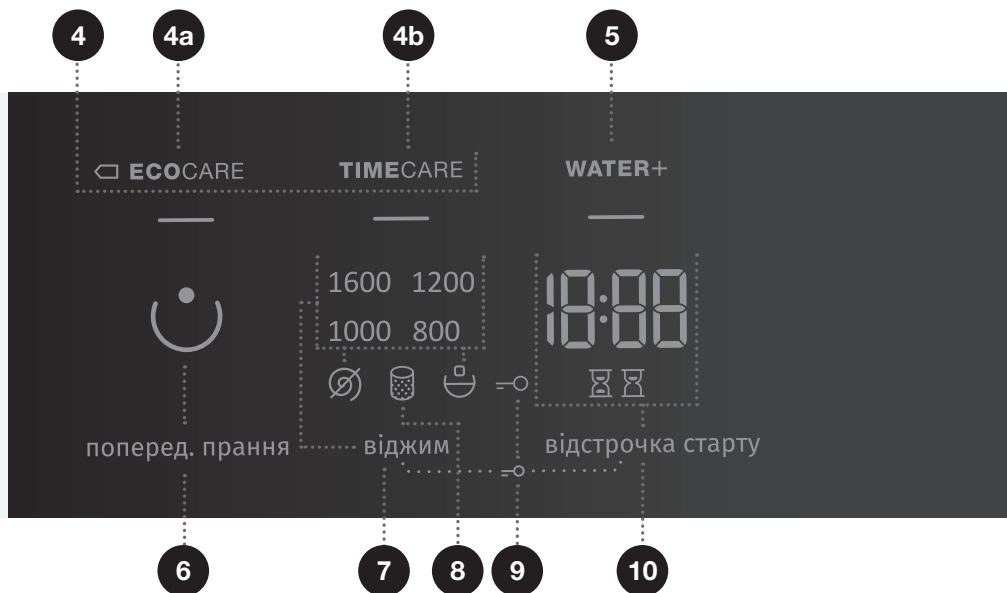 4 4a 4b 5
ECOCARE TIMECARE WATER+
1600 1200 18:88
1000 800
поперед. прання віджим відстрочка старту
6 7 8 9 10